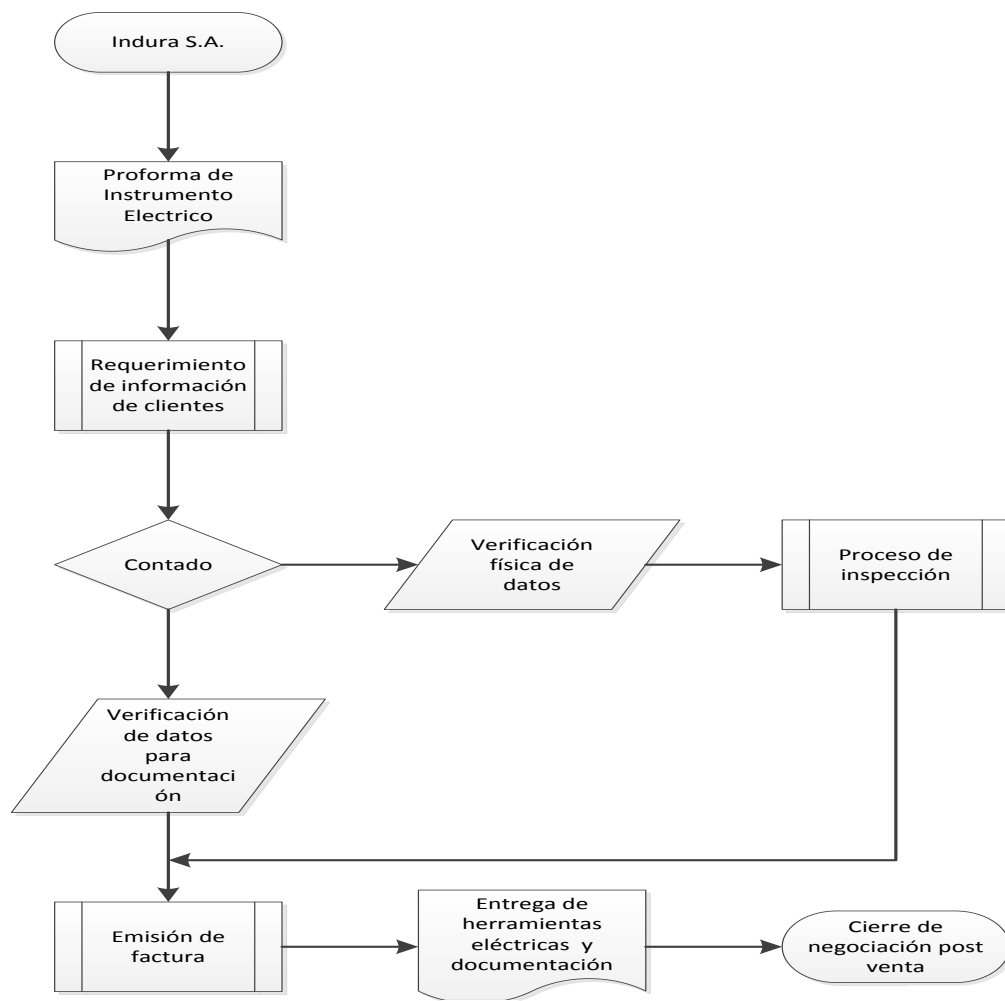 Indura S.A.
Proforma de
Instrumento
Electrico
Requerimiento
de información
de clientes
Contado
Verificación
física de
datos
Proceso de
inspección
Verificación
de datos
para
documentaci
ón
Emisión de
factura
Entrega de
herramientas
eléctricas y
documentación
Cierre de
negociación post
venta